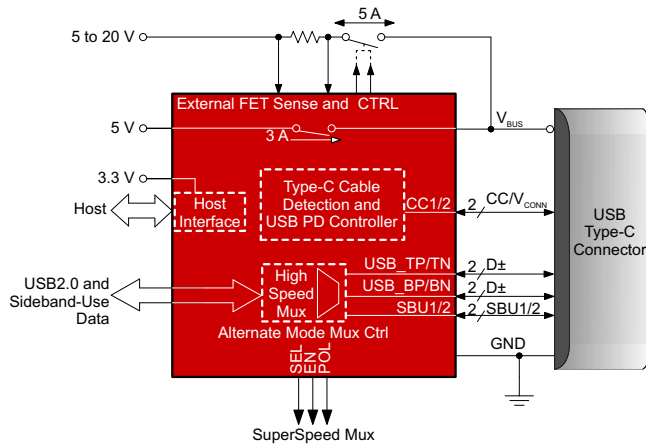 5 A
5 to 20 V
External FET Sense and CTRL
5 V
3 A
VBUS
3.3 V
Host
Host
Interface
Type-C Cable
Detection and
USB PD Controller
CC1/2
2
CC/VCONN
USB
Type-C
Connector
USB2.0 and
Sideband-Use
Data
High
Speed
Mux
USB_TP/TN
2
D±
USB_BP/BN
2
D±
SBU1/2
2
SBU1/2
Alternate Mode Mux Ctrl
GND
SEL
EN
POL
SuperSpeed Mux